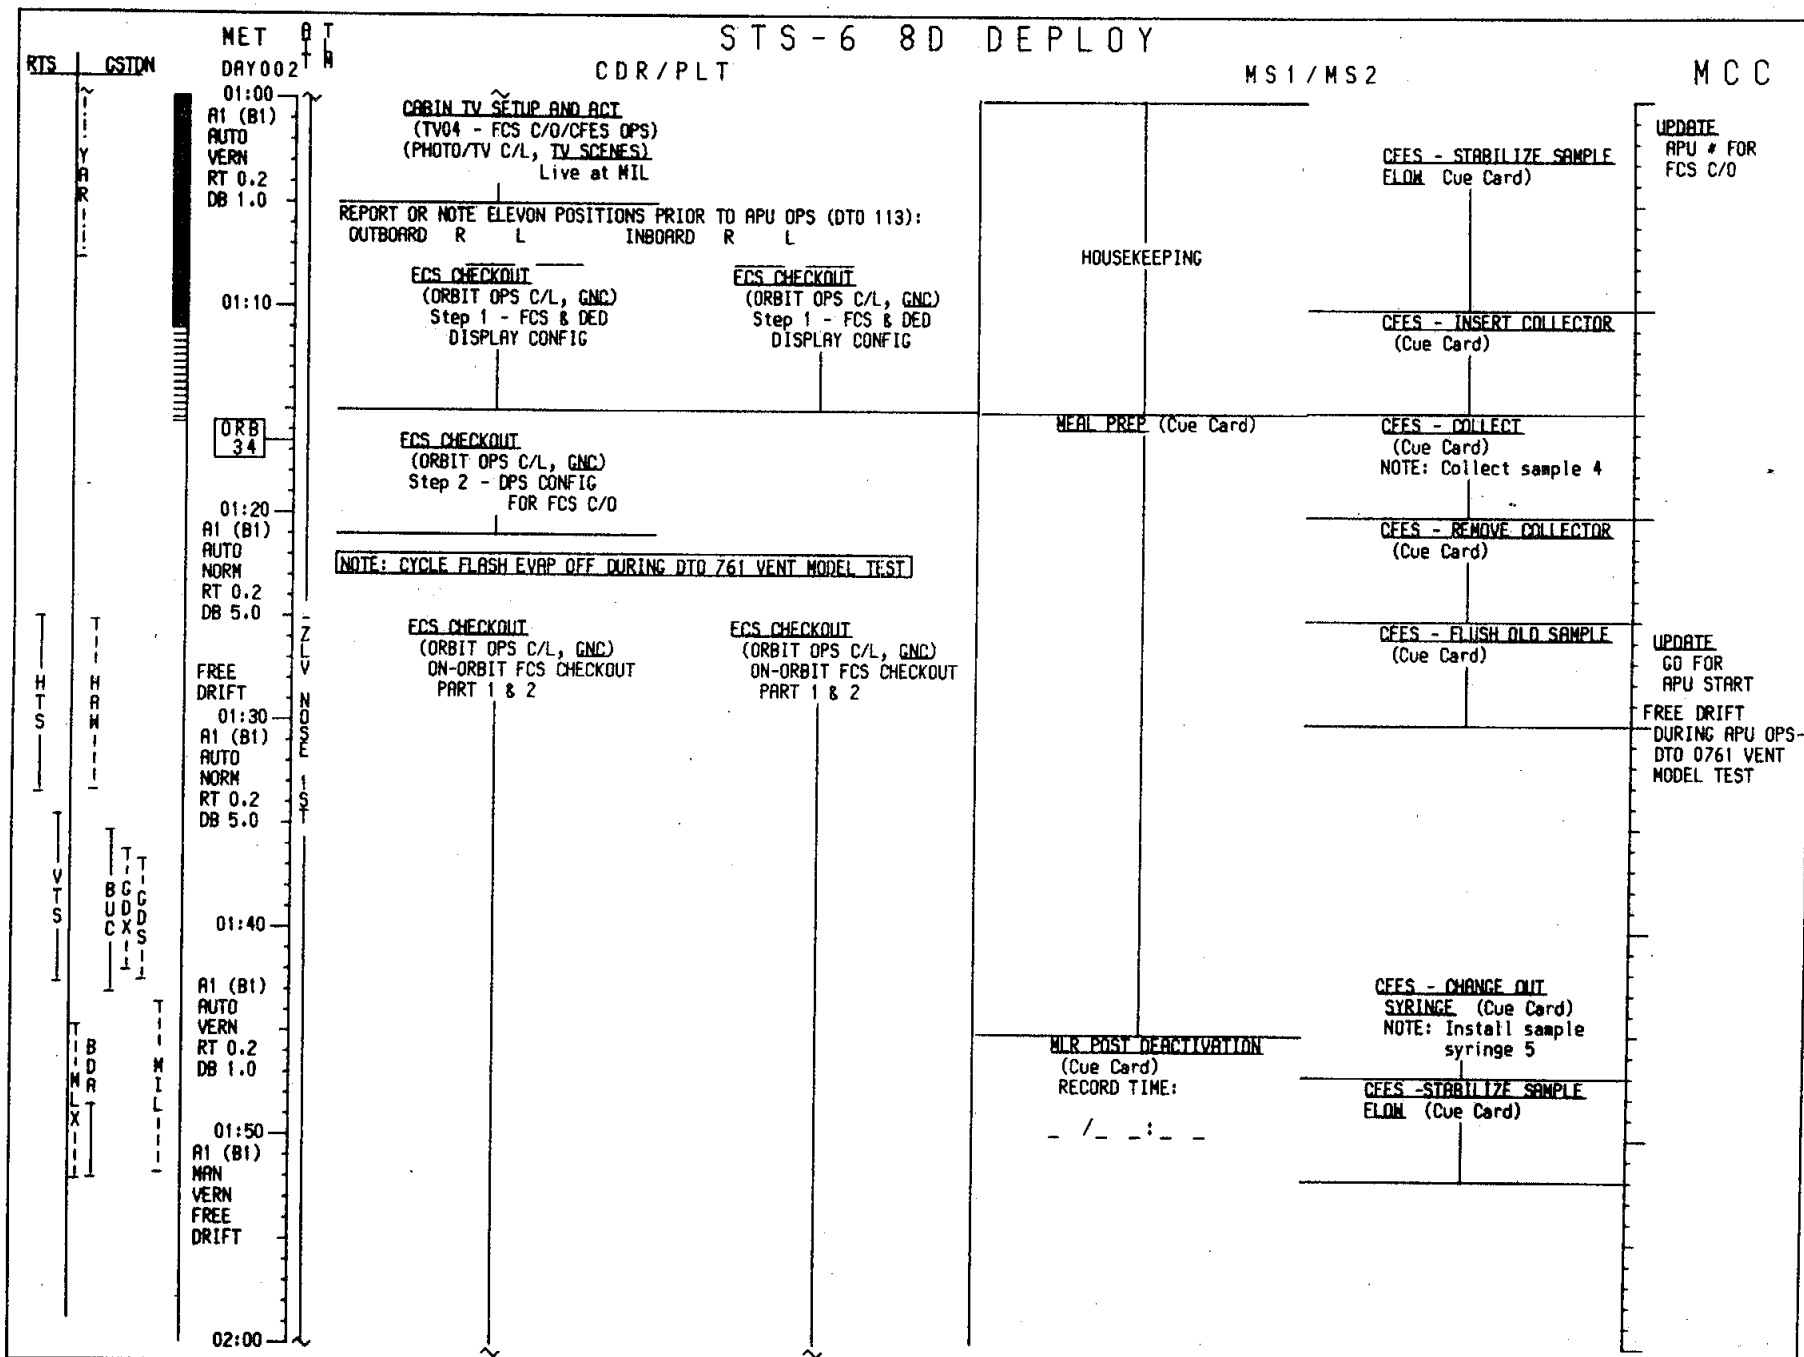 STS-6 8D DEPLOY
MET
ATT
TLM
RTS
GSTDN
DAY002
CDR/PLT
MS1/MS2
MCC
01:00
A1 (B1)
AUTO
VERN
RT 0.2
DB 1.0
YAR
01:10
ORB
34
01:20
A1 (B1)
AUTO
NORM
RT 0.2
DB 5.0
FREE
DRIFT
01:30
A1 (B1)
AUTO
NORM
RT 0.2
DB 5.0
01:40
A1 (B1)
AUTO
VERN
RT 0.2
DB 1.0
01:50
A1 (B1)
MAN
VERN
FREE
DRIFT
02:00
HTS
HAW
VTS
BUC
GDX
GDS
MLX
BDA
MIL
-ZLV NOSE 1ST
CABIN TV SETUP AND ACT
(TV04 - FCS C/O/CFES OPS)
(PHOTO/TV C/L, TV SCENES)
Live at MIL
REPORT OR NOTE ELEVON POSITIONS PRIOR TO APU OPS (DTO 113):
OUTBOARD R L INBOARD R L
FCS CHECKOUT
(ORBIT OPS C/L, GNC)
Step 1 - FCS & DED
DISPLAY CONFIG
FCS CHECKOUT
(ORBIT OPS C/L, GNC)
Step 1 - FCS & DED
DISPLAY CONFIG
FCS CHECKOUT
(ORBIT OPS C/L, GNC)
Step 2 - DPS CONFIG
FOR FCS C/O
NOTE: CYCLE FLASH EVAP OFF DURING DTO 761 VENT MODEL TEST
FCS CHECKOUT
(ORBIT OPS C/L, GNC)
ON-ORBIT FCS CHECKOUT
PART 1 & 2
FCS CHECKOUT
(ORBIT OPS C/L, GNC)
ON-ORBIT FCS CHECKOUT
PART 1 & 2
HOUSEKEEPING
MEAL PREP (Cue Card)
MLR POST DEACTIVATION
(Cue Card)
RECORD TIME:
_ /_ _:_ _
CFES - STABILIZE SAMPLE
FLOW Cue Card)
CFES - INSERT COLLECTOR
(Cue Card)
CFES - COLLECT
(Cue Card)
NOTE: Collect sample 4
CFES - REMOVE COLLECTOR
(Cue Card)
CFES - FLUSH OLD SAMPLE
(Cue Card)
CFES - CHANGE OUT
SYRINGE (Cue Card)
NOTE: Install sample
syringe 5
CFES -STABILIZE SAMPLE
FLOW (Cue Card)
UPDATE
APU # FOR
FCS C/O
UPDATE
GO FOR
APU START
FREE DRIFT
DURING APU OPS-
DTO 0761 VENT
MODEL TEST